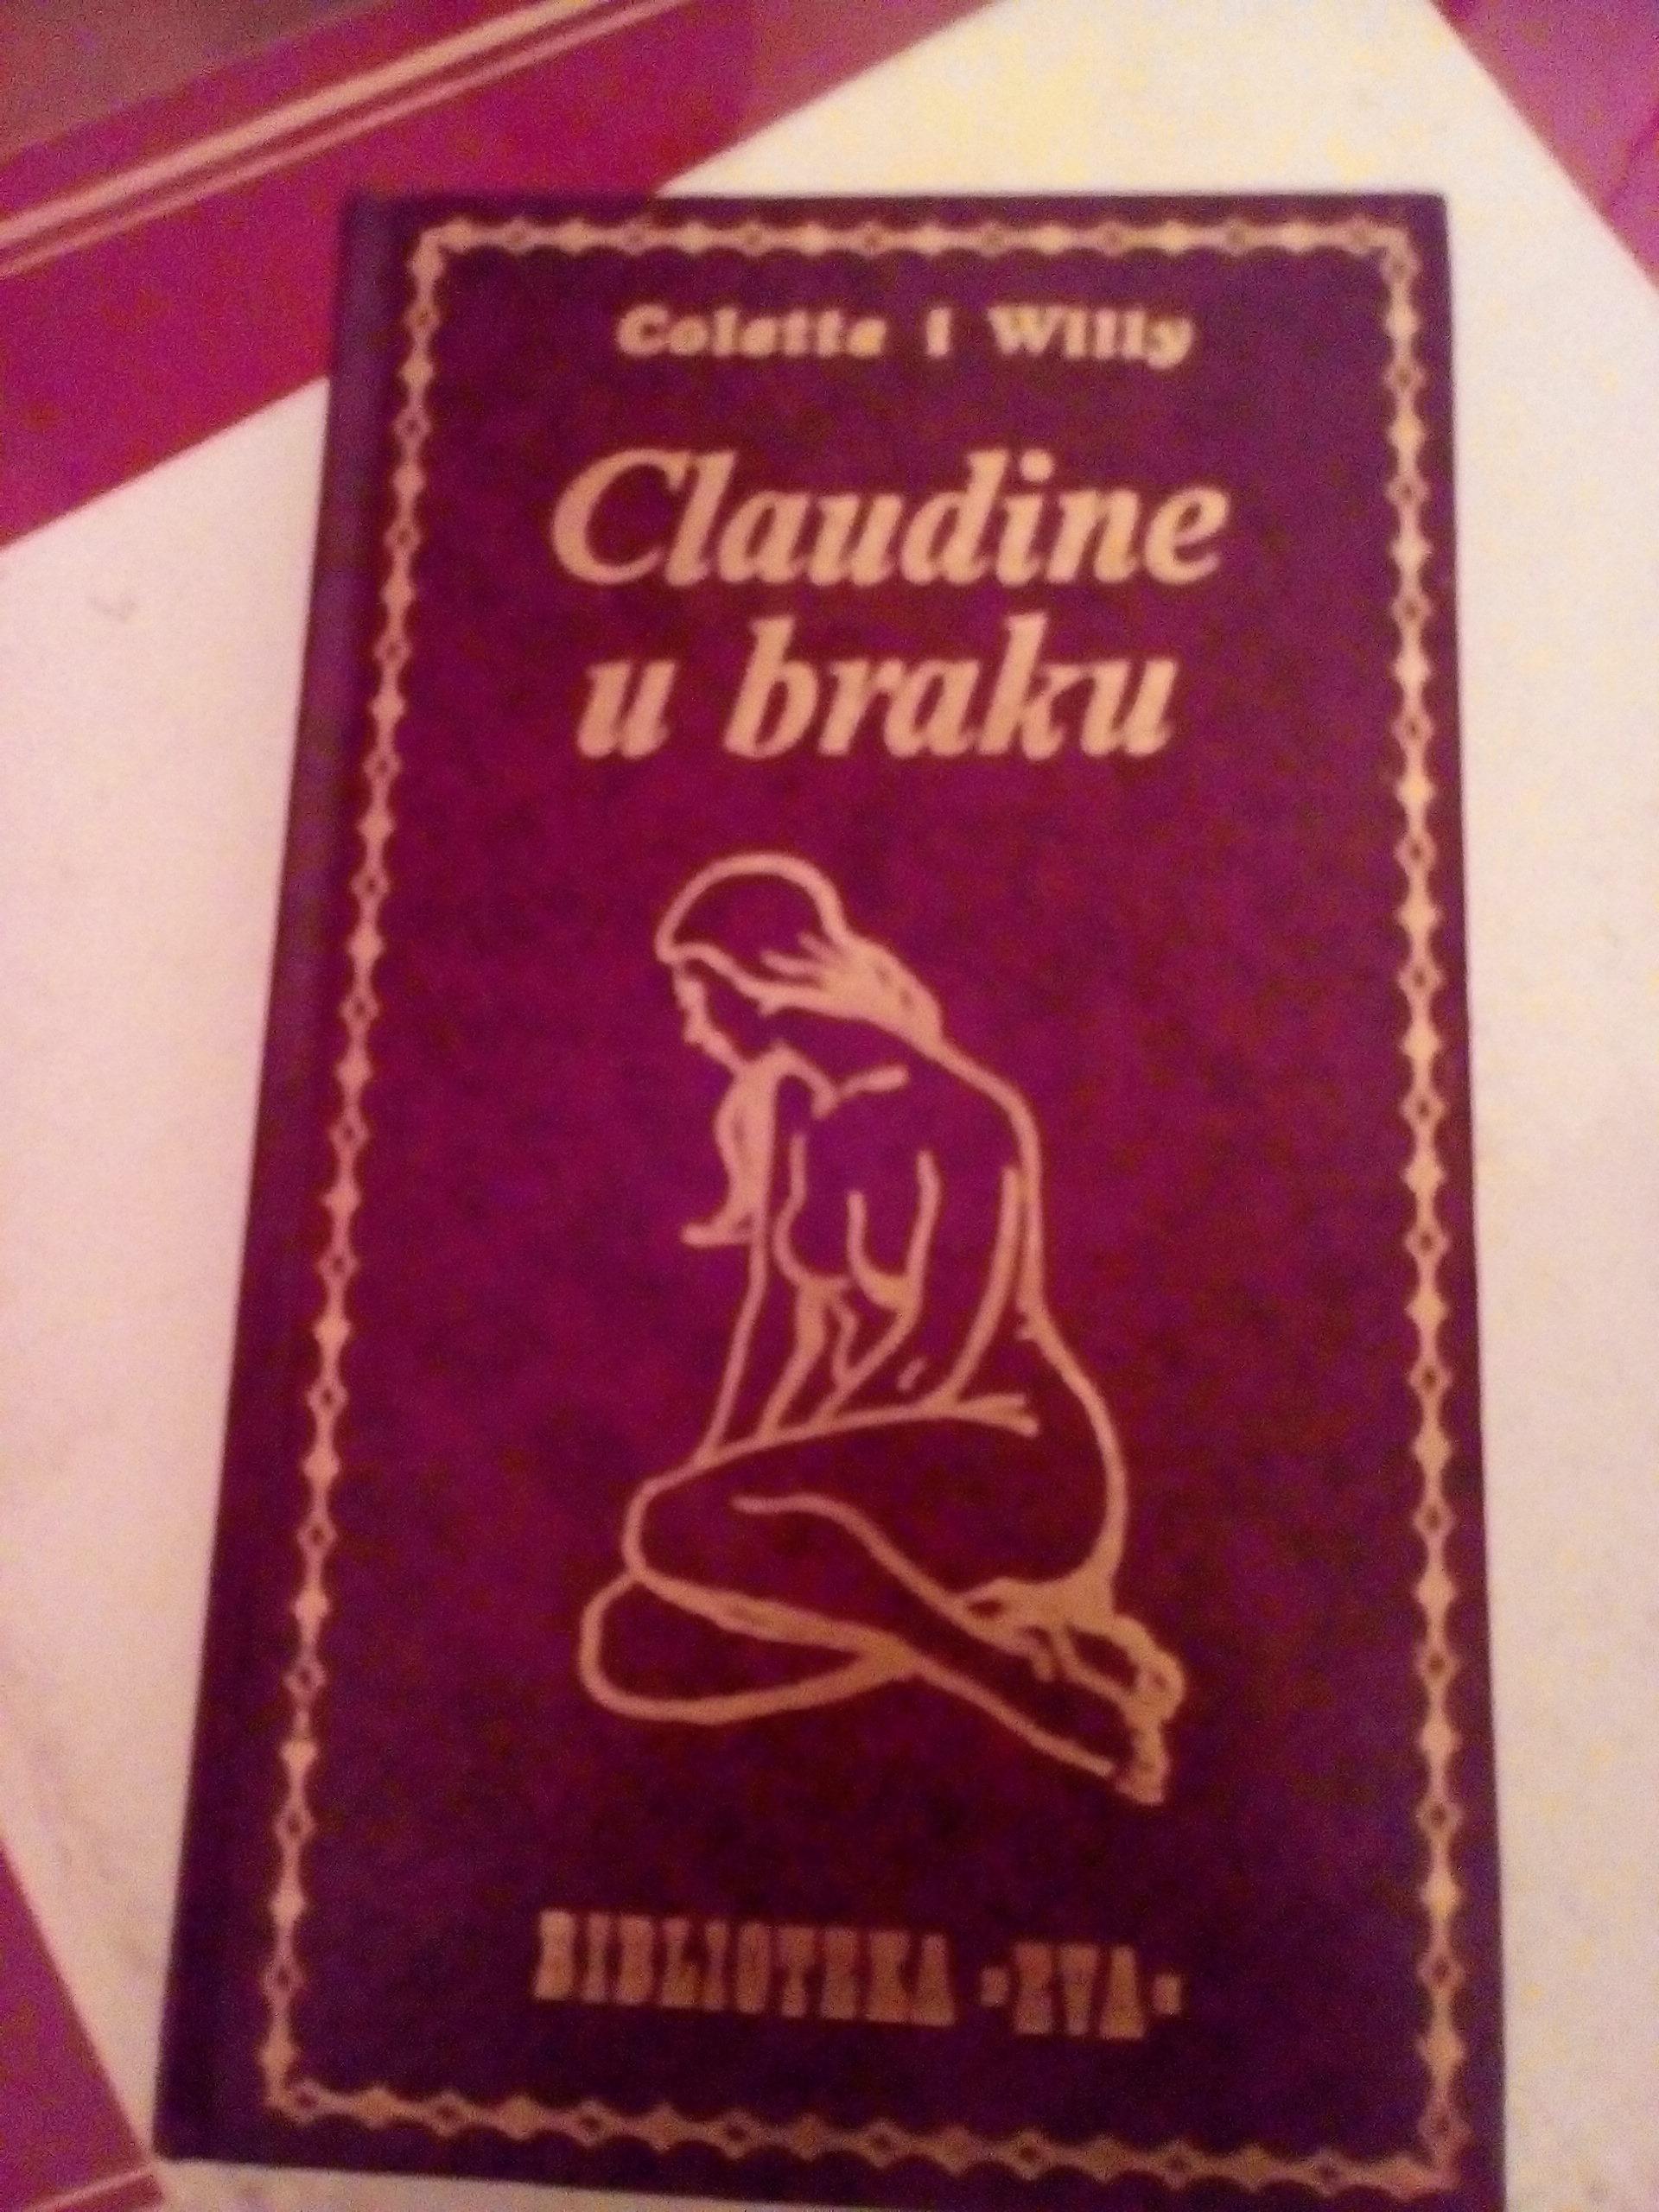 Colette i Willy
Claudine
u braku
BIBLIOTEKA »EVA«